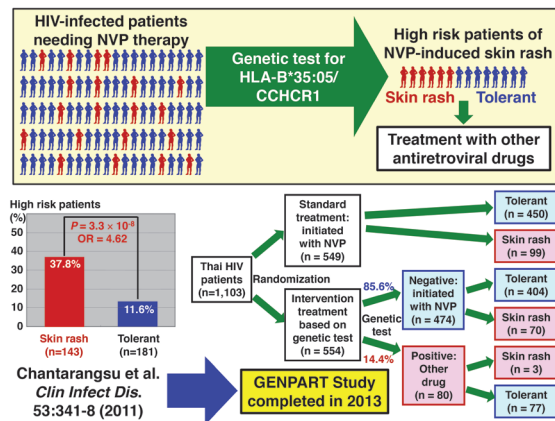 HIV-infected patients
needing NVP therapy
Genetic test for
HLA-B*35:05/
CCHCR1
High risk patients of
NVP-induced skin rash
Skin rash Tolerant
Treatment with other
antiretroviral drugs
High risk patients
(%)
P = 3.3 × 10-8
OR = 4.62
50
40
30
20
10
0
37.8%
11.6%
Skin rash
(n=143)
Tolerant
(n=181)
Chantarangsu et al.
Clin Infect Dis.
53:341-8 (2011)
GENPART Study
completed in 2013
Thai HIV
patients
(n=1,103)
Randomization
Standard
treatment:
initiated
with NVP
(n = 549)
Tolerant
(n = 450)
Skin rash
(n = 99)
Intervention
treatment
based on
genetic test
(n = 554)
85.6%
Genetic
test
14.4%
Negative:
initiated
with NVP
(n = 474)
Tolerant
(n = 404)
Skin rash
(n = 70)
Positive:
Other
drug
(n = 80)
Skin rash
(n = 3)
Tolerant
(n = 77)